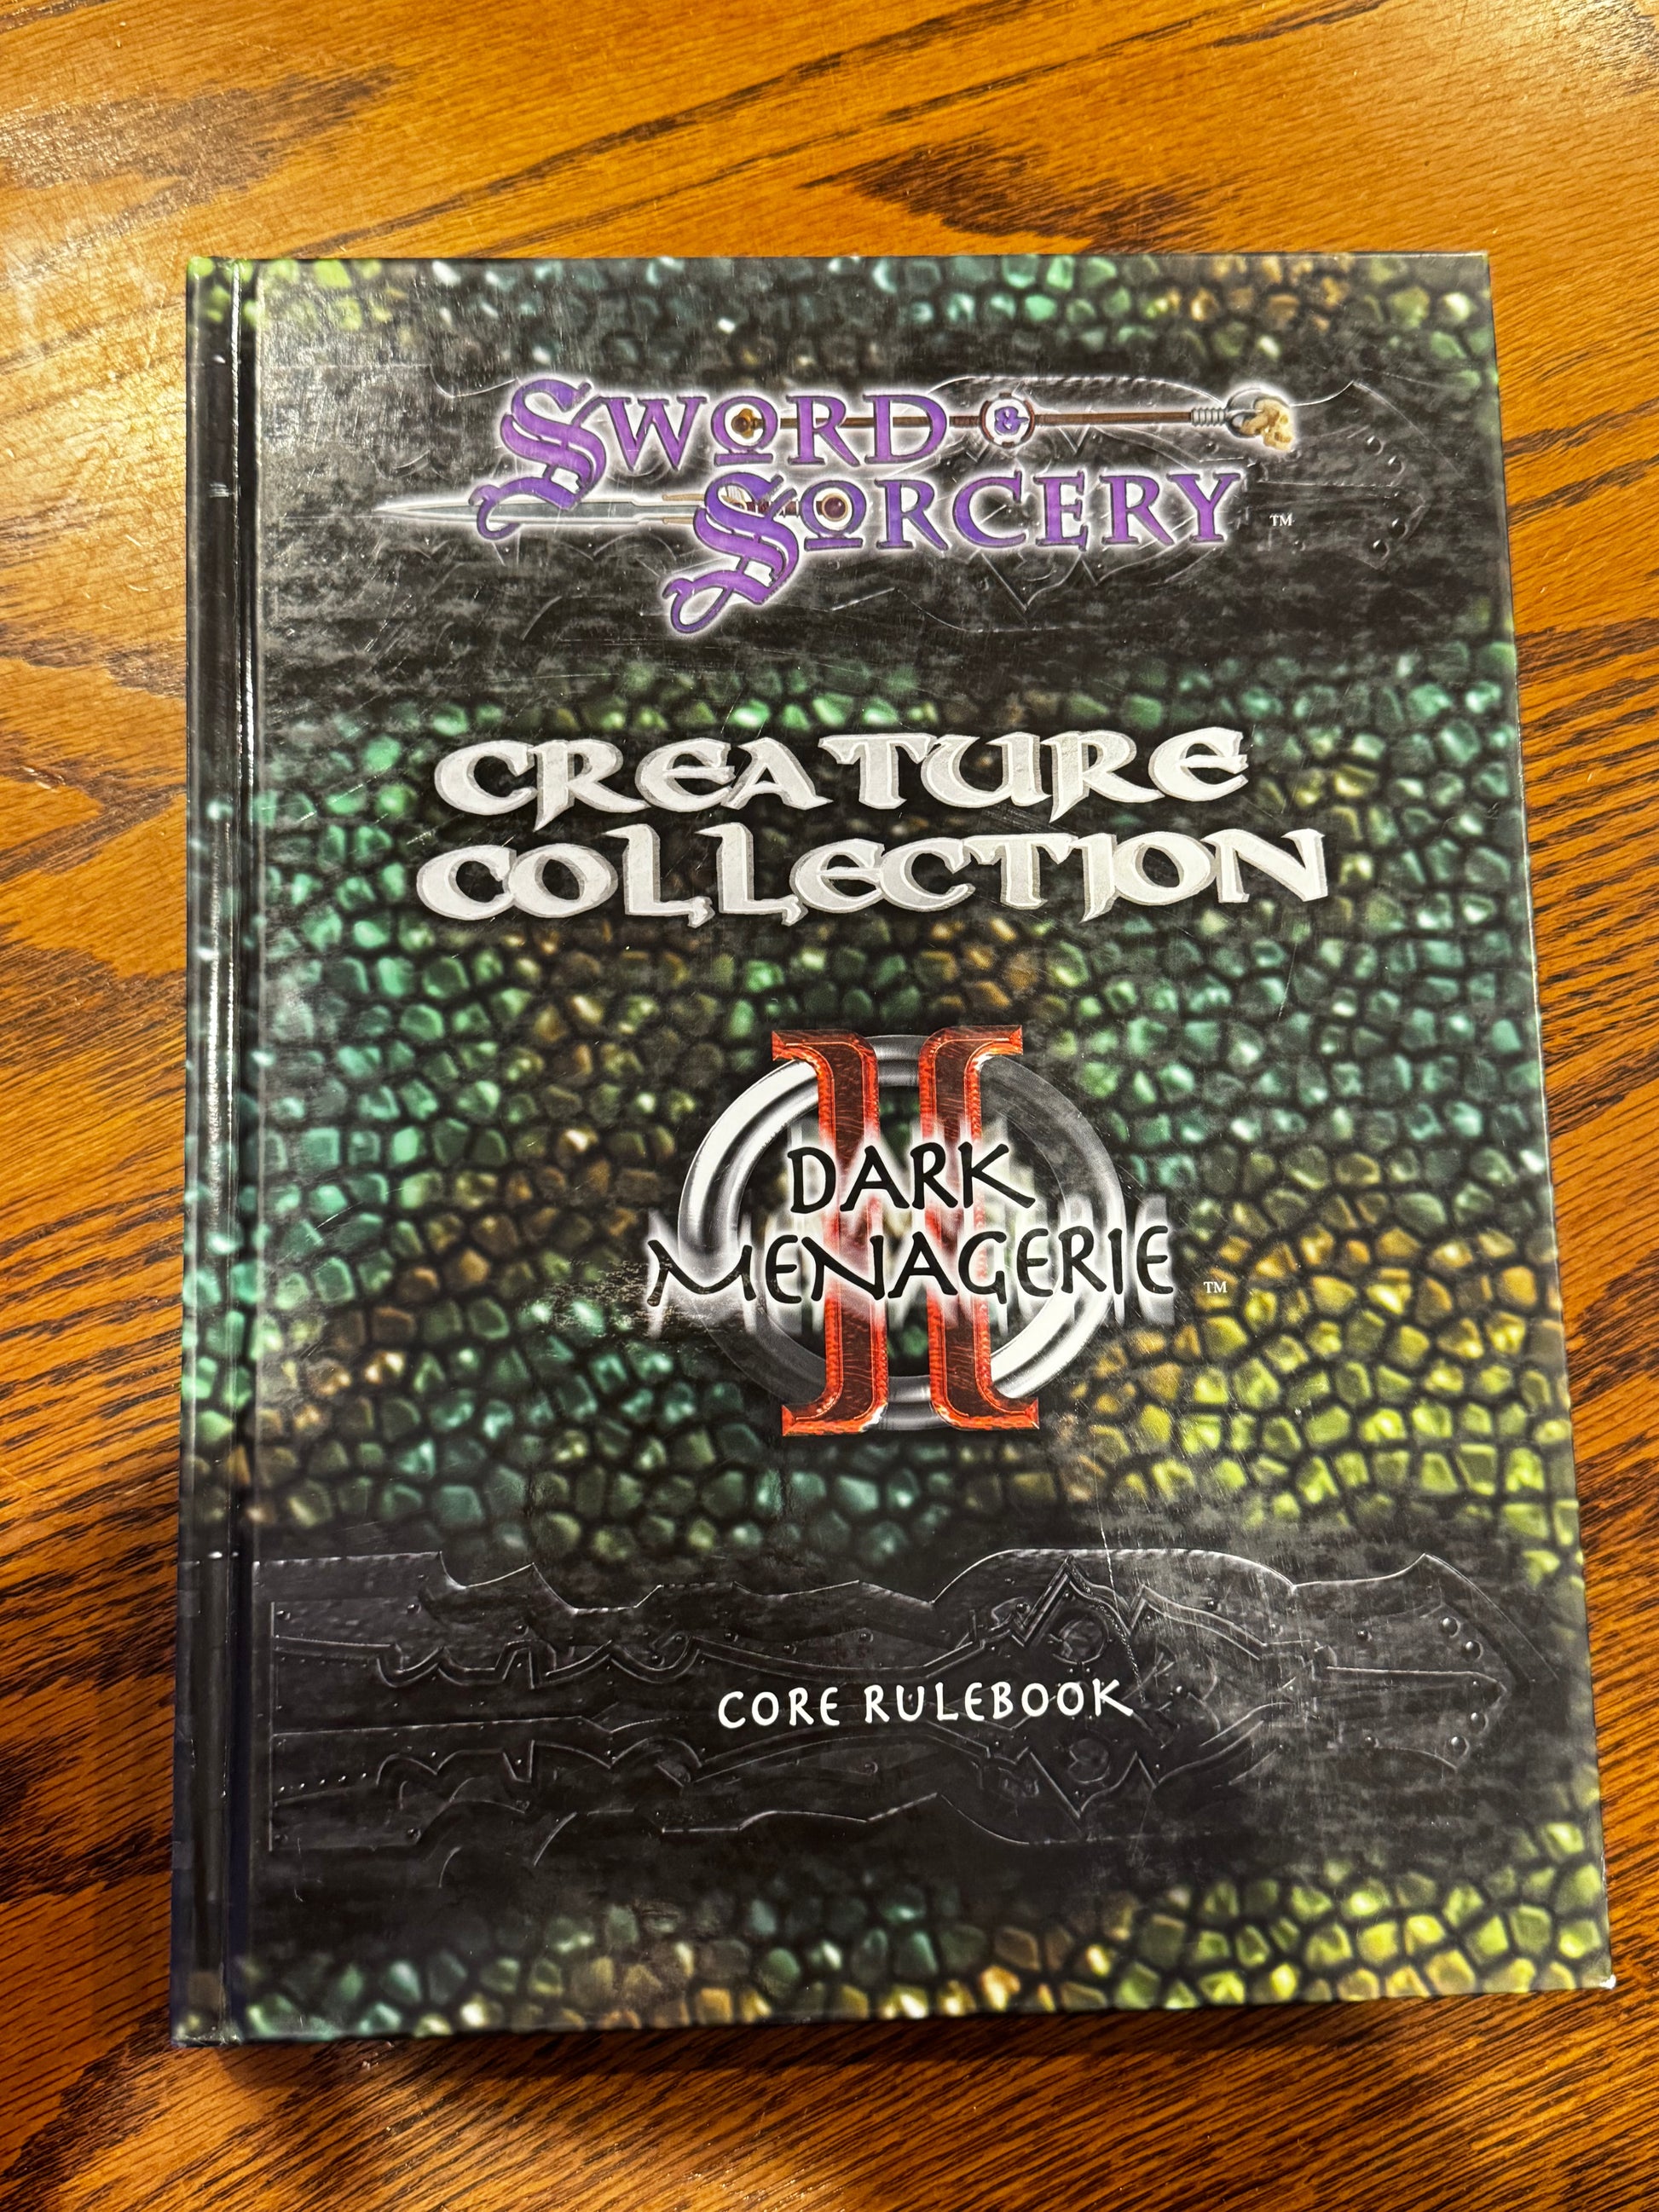 SWORD &
SORCERY™
CREATURE
COLLECTION
II
DARK
MENAGERIE™
CORE RULEBOOK